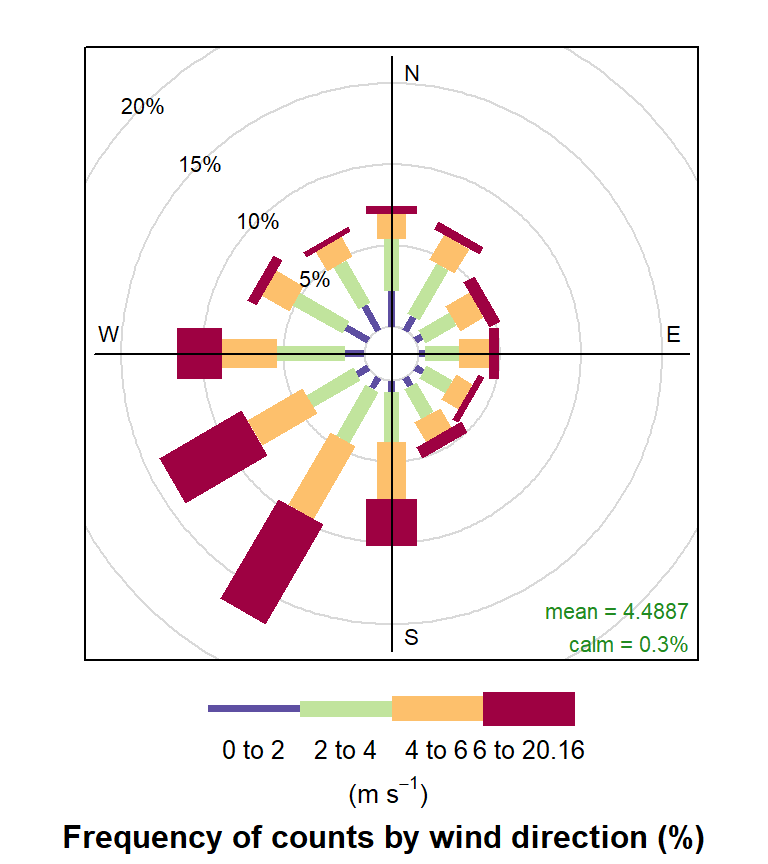 N
20%
15%
10%
5%
W
E
S
mean = 4.4887
calm = 0.3%
0 to 2 2 to 4 4 to 6 6 to 20.16
(m s⁻¹)
Frequency of counts by wind direction (%)